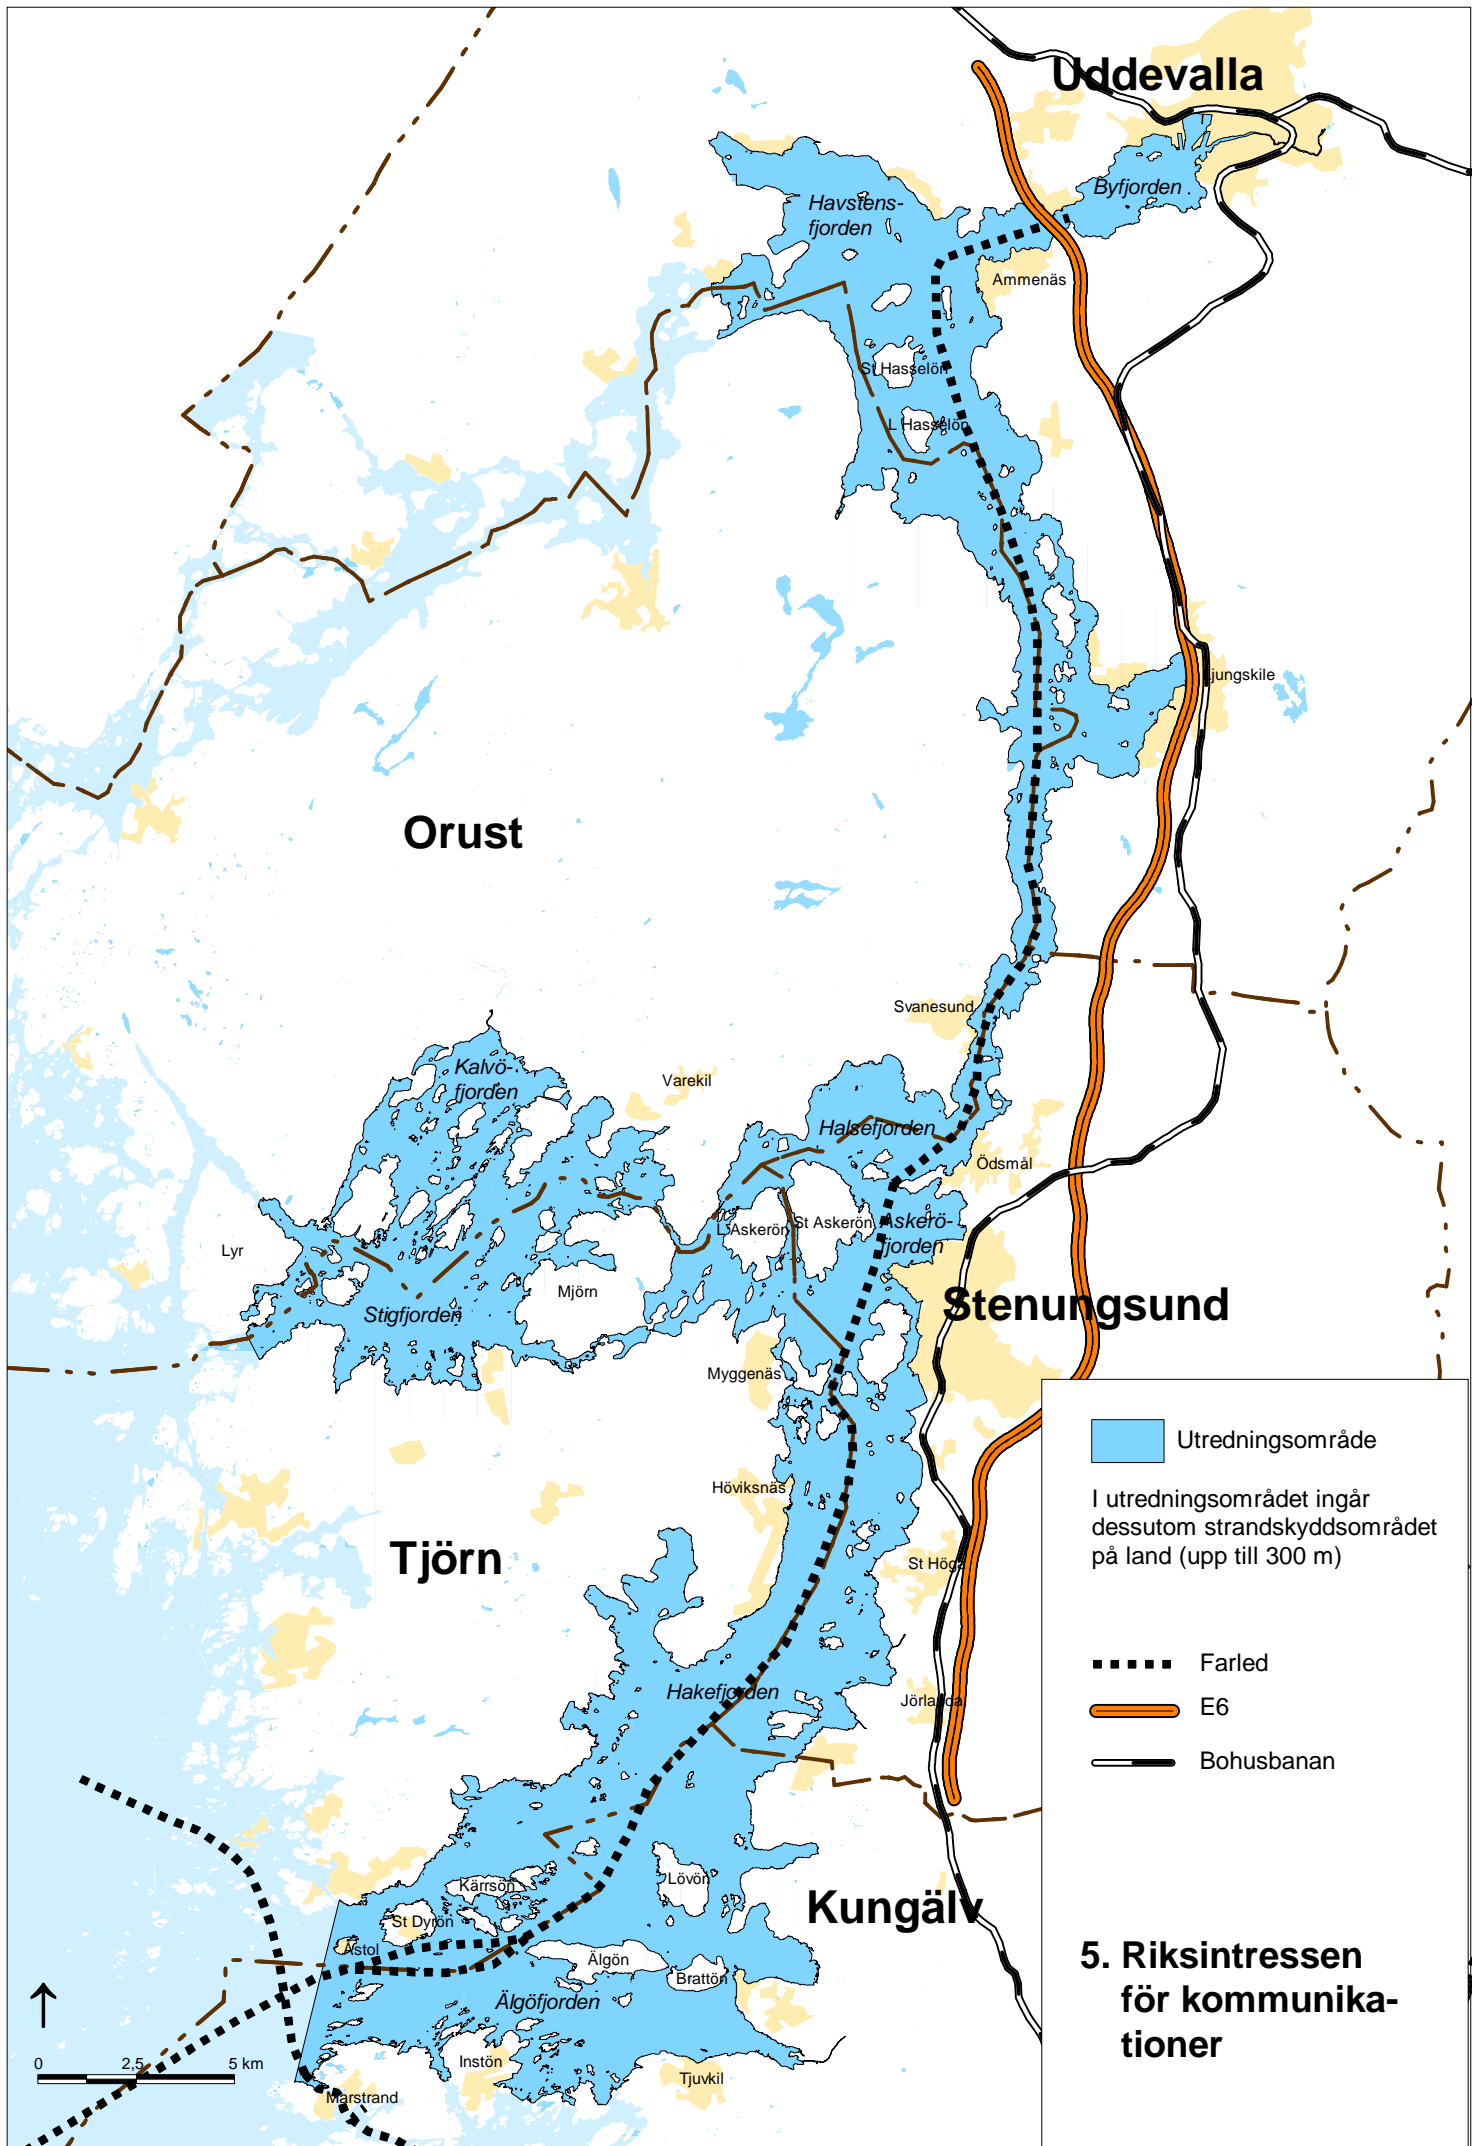 Uddevalla
Byfjorden
Havstens-
fjorden
Ammenäs
St Hasselön
L Hasselön
Ljungskile
Orust
Svanesund
Kalvö-
fjorden
Varekil
Halsefjorden
Ödsmål
L Askerön
St Askerön
Askerö-
fjorden
Lyr
Mjörn
Stigfjorden
Stenungsund
Myggenäs
Utredningsområde
I utredningsområdet ingår
dessutom strandskyddsområdet
på land (upp till 300 m)
Höviksnäs
Tjörn
St Höga
Farled
Hakefjorden
Jörlanda
E6
Bohusbanan
Kärrsön
Lövön
Kungälv
St Dyrön
Åstol
Älgön
Brattön
5. Riksintressen
för kommunika-
tioner
Älgöfjorden
0 2,5 5 km
Instön
Tjuvkil
Marstrand